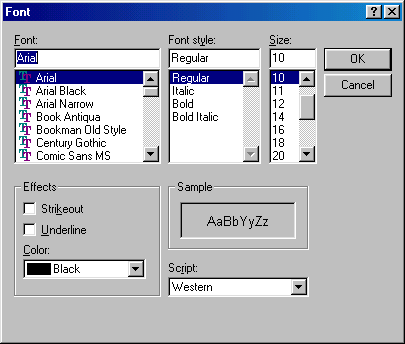 Font
Font: Font style: Size:
Arial Regular 10 OK
Arial Regular 10 Cancel
Arial Black Italic 11
Arial Narrow Bold 12
Book Antiqua Bold Italic 14
Bookman Old Style 16
Century Gothic 18
Comic Sans MS 20
Effects Sample
Strikeout
AaBbYyZz
Underline
Color:
Black
Script:
Western